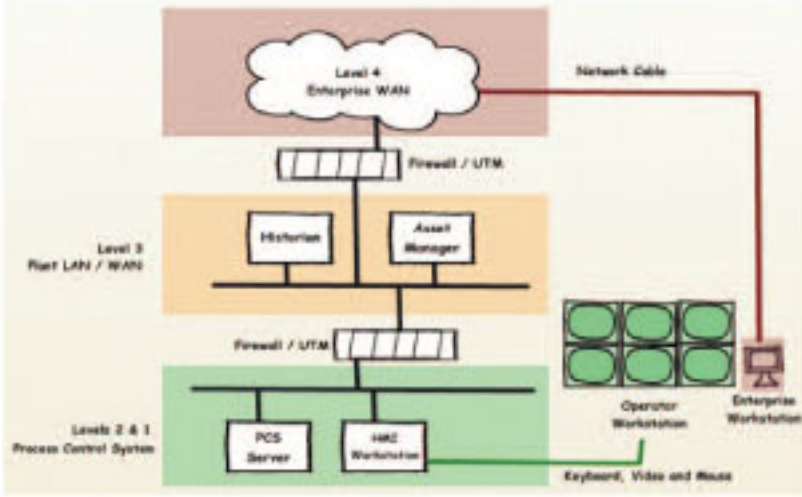 Level 4
Enterprise WAN
Network Cable
Firewall / UTM
Historian
Asset
Manager
Level 3
Plant LAN / WAN
Firewall / UTM
Operator
Workstation
Enterprise
Workstation
Levels 2 & 1
Process Control System
PCS
Server
HMI
Workstation
Keyboard, Video and Mouse